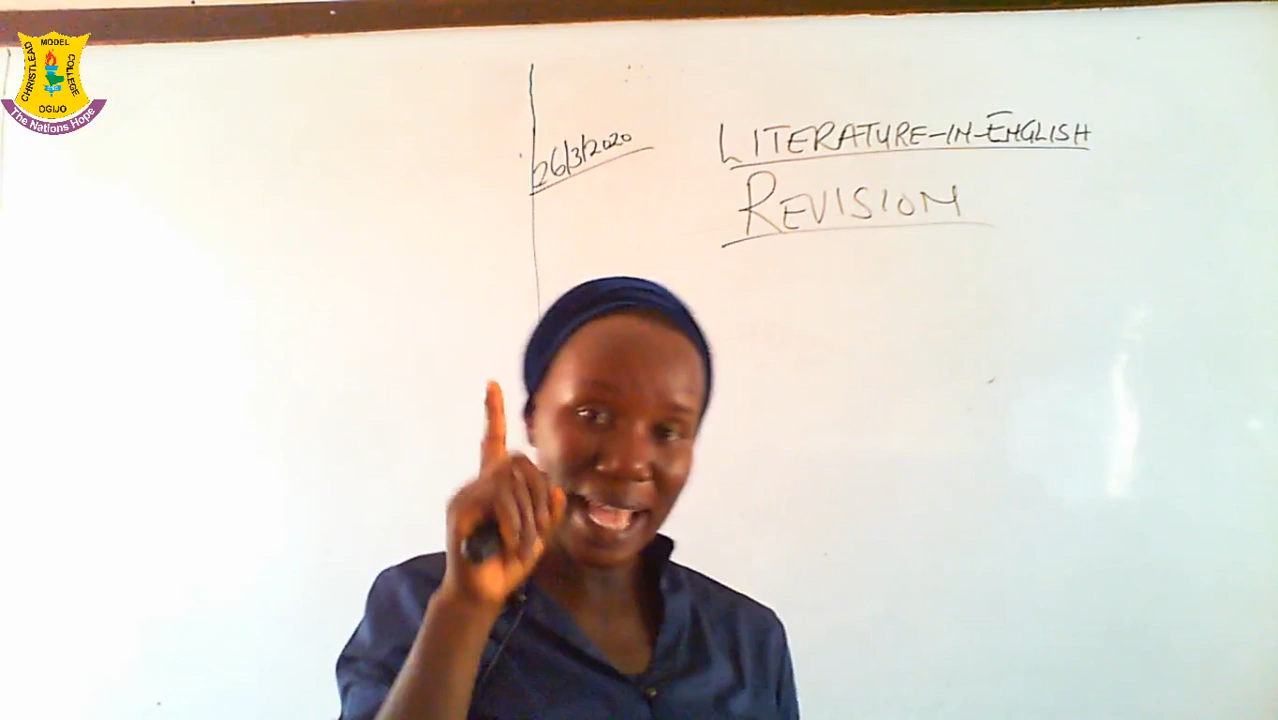 CHRISTLEAD MODEL COLLEGE
OGIJO
The Nations Hope
26/3/2020
LITERATURE-IN-ENGLISH
REVISION